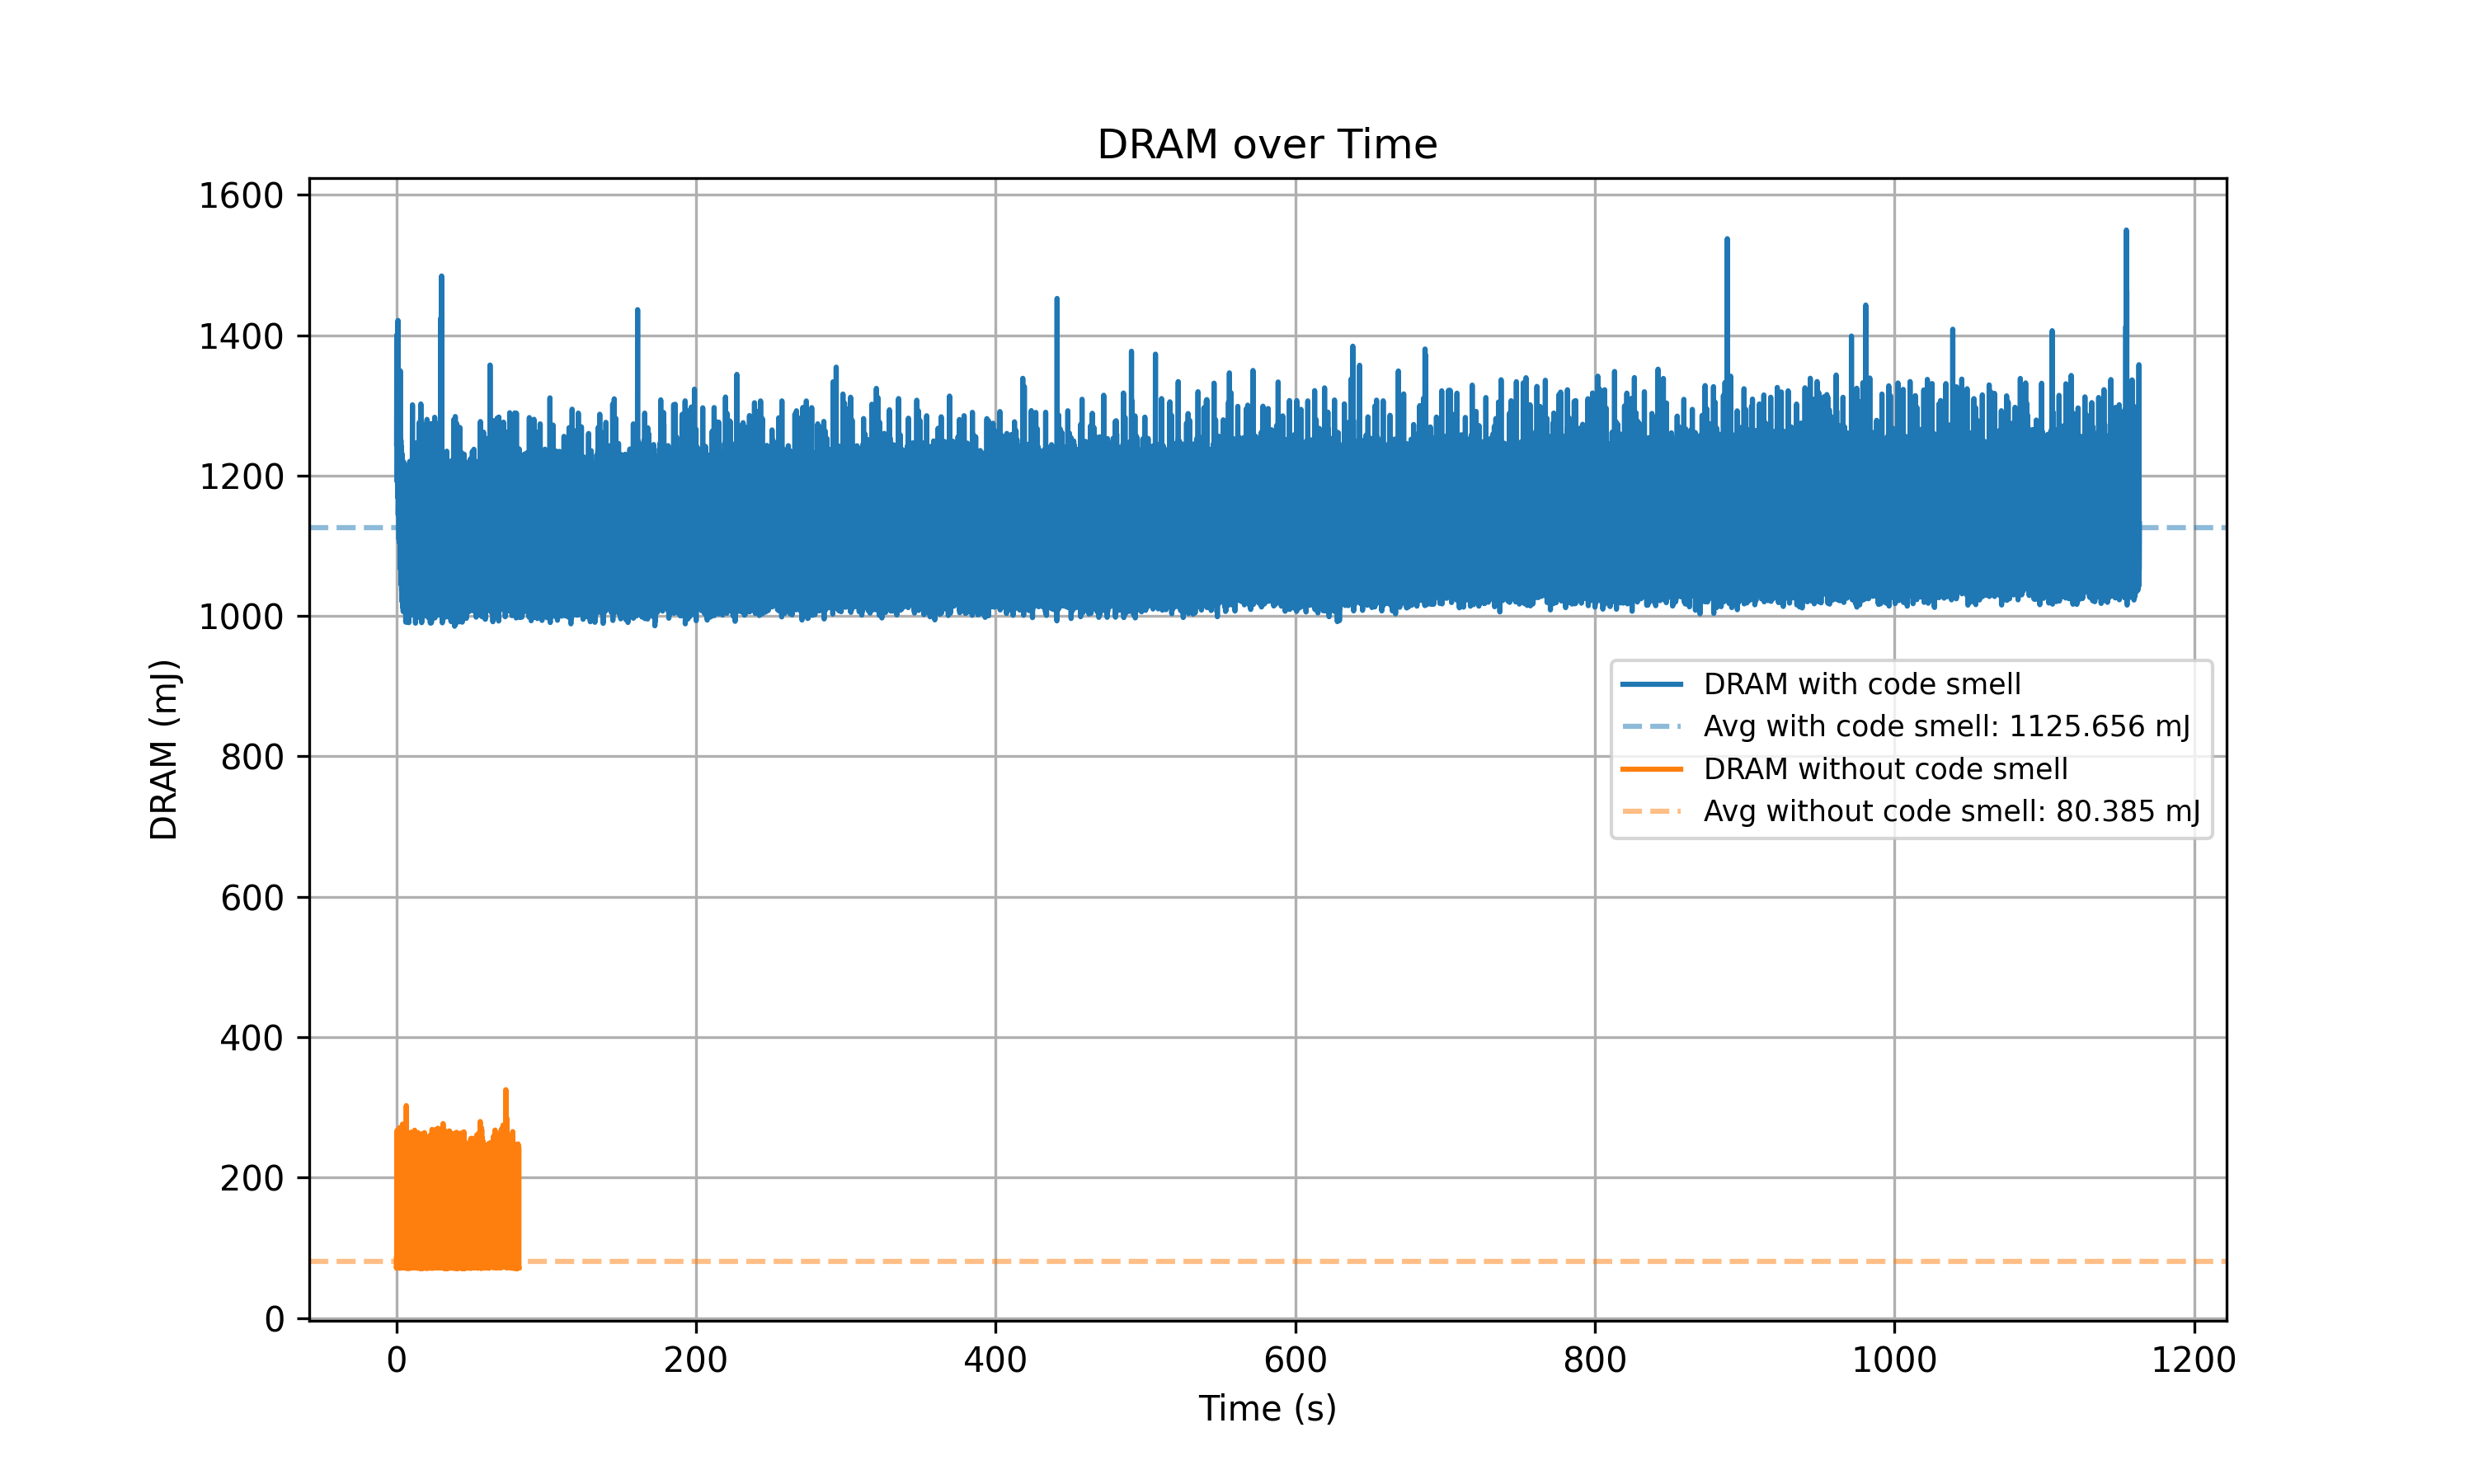 DRAM over Time
1600
1400
1200
1000
800
600
400
200
0
DRAM (mJ)
DRAM with code smell
Avg with code smell: 1125.656 mJ
DRAM without code smell
Avg without code smell: 80.385 mJ
0 200 400 600 800 1000 1200
Time (s)